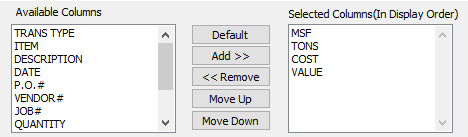 Available Columns
TRANS TYPE
ITEM
DESCRIPTION
DATE
P.O.#
VENDOR#
JOB#
QUANTITY
Default
Add >>
<< Remove
Move Up
Move Down
Selected Columns(In Display Order)
MSF
TONS
COST
VALUE